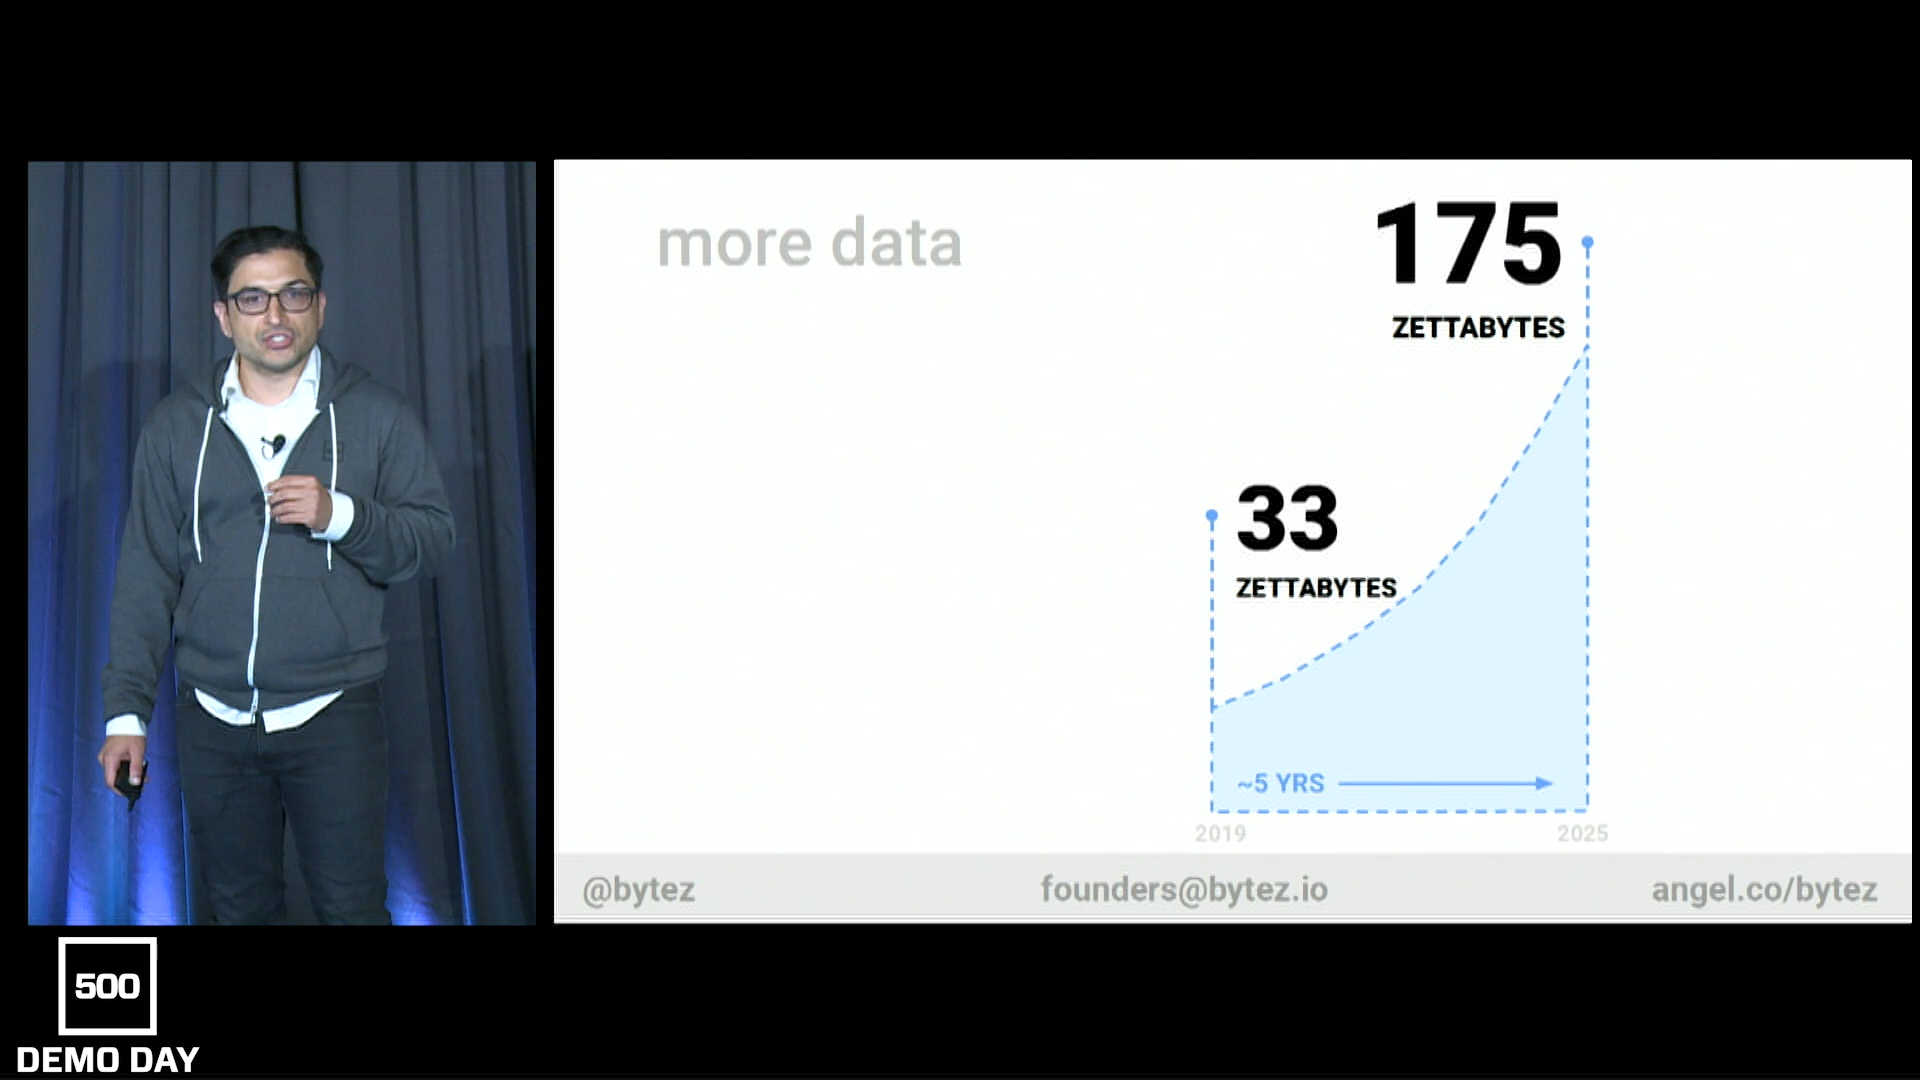 more data
175
ZETTABYTES
33
ZETTABYTES
~5 YRS
2019
2025
@bytez
founders@bytez.io
angel.co/bytez
500
DEMO DAY